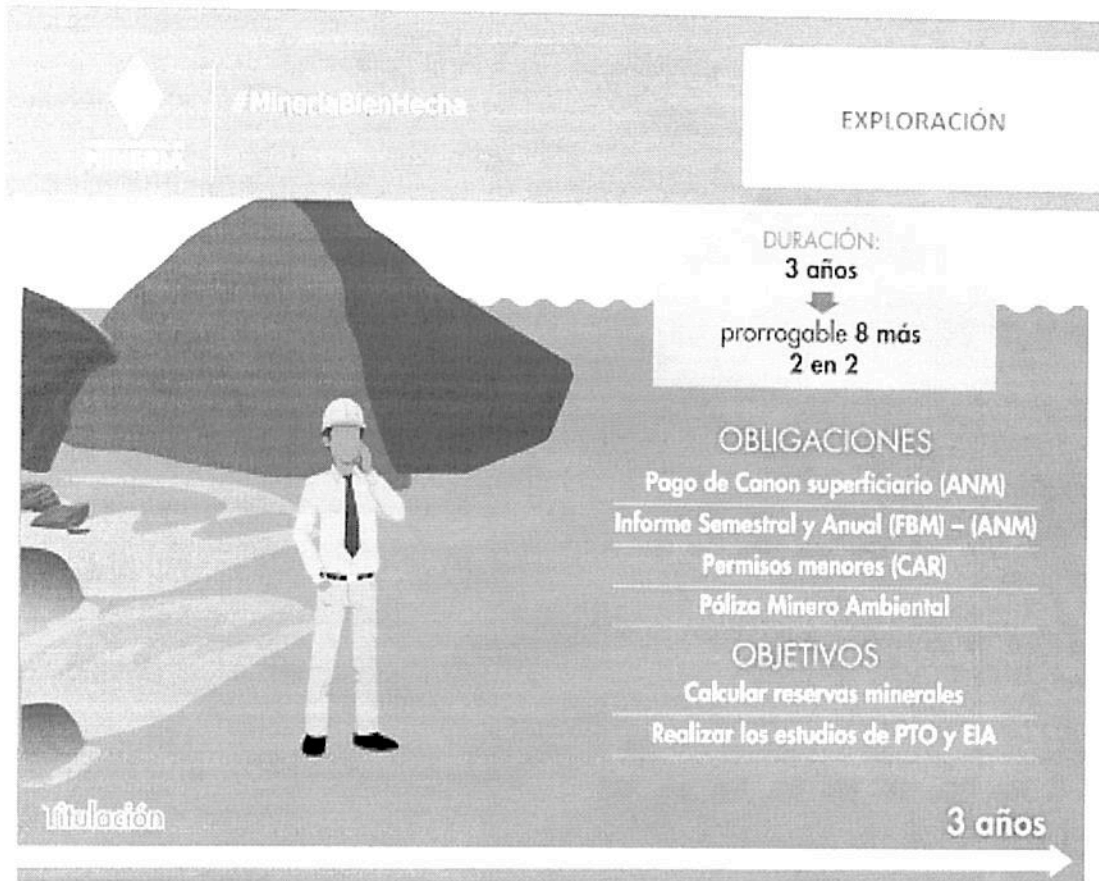 #MineriaBienHecha
EXPLORACIÓN
DURACIÓN:
3 años
prorrogable 8 más
2 en 2
OBLIGACIONES
Pago de Canon superficiario (ANM)
Informe Semestral y Anual (FBM) – (ANM)
Permisos menores (CAR)
Póliza Minero Ambiental
OBJETIVOS
Calcular reservas minerales
Realizar los estudios de PTO y EIA
Titulación
3 años